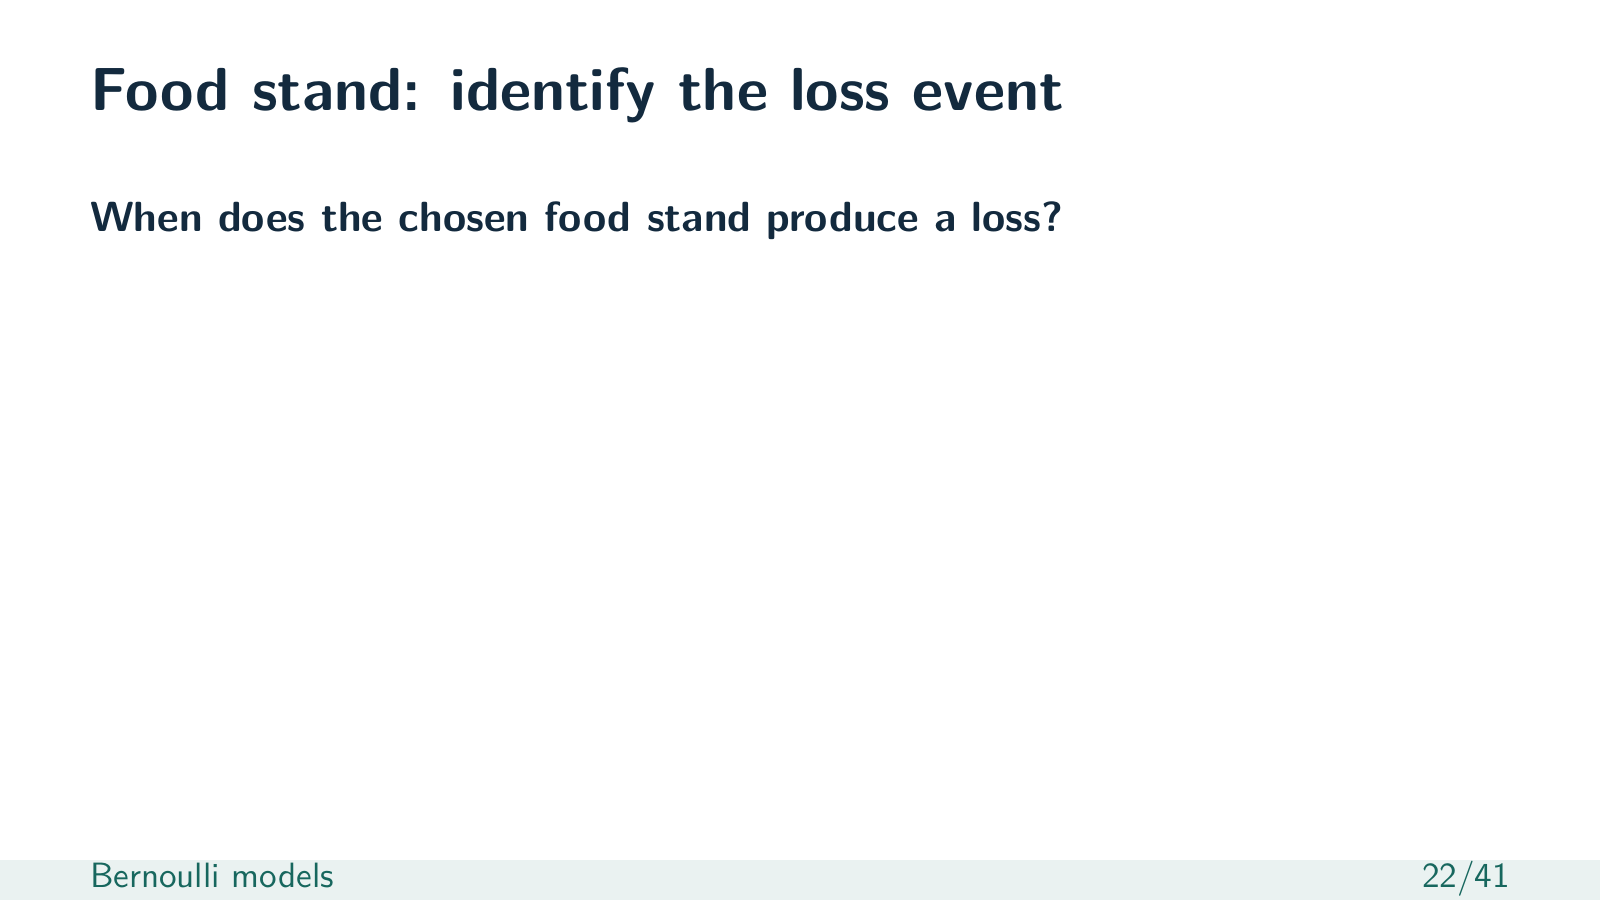 Food stand: identify the loss event
When does the chosen food stand produce a loss?
Bernoulli models
22/41